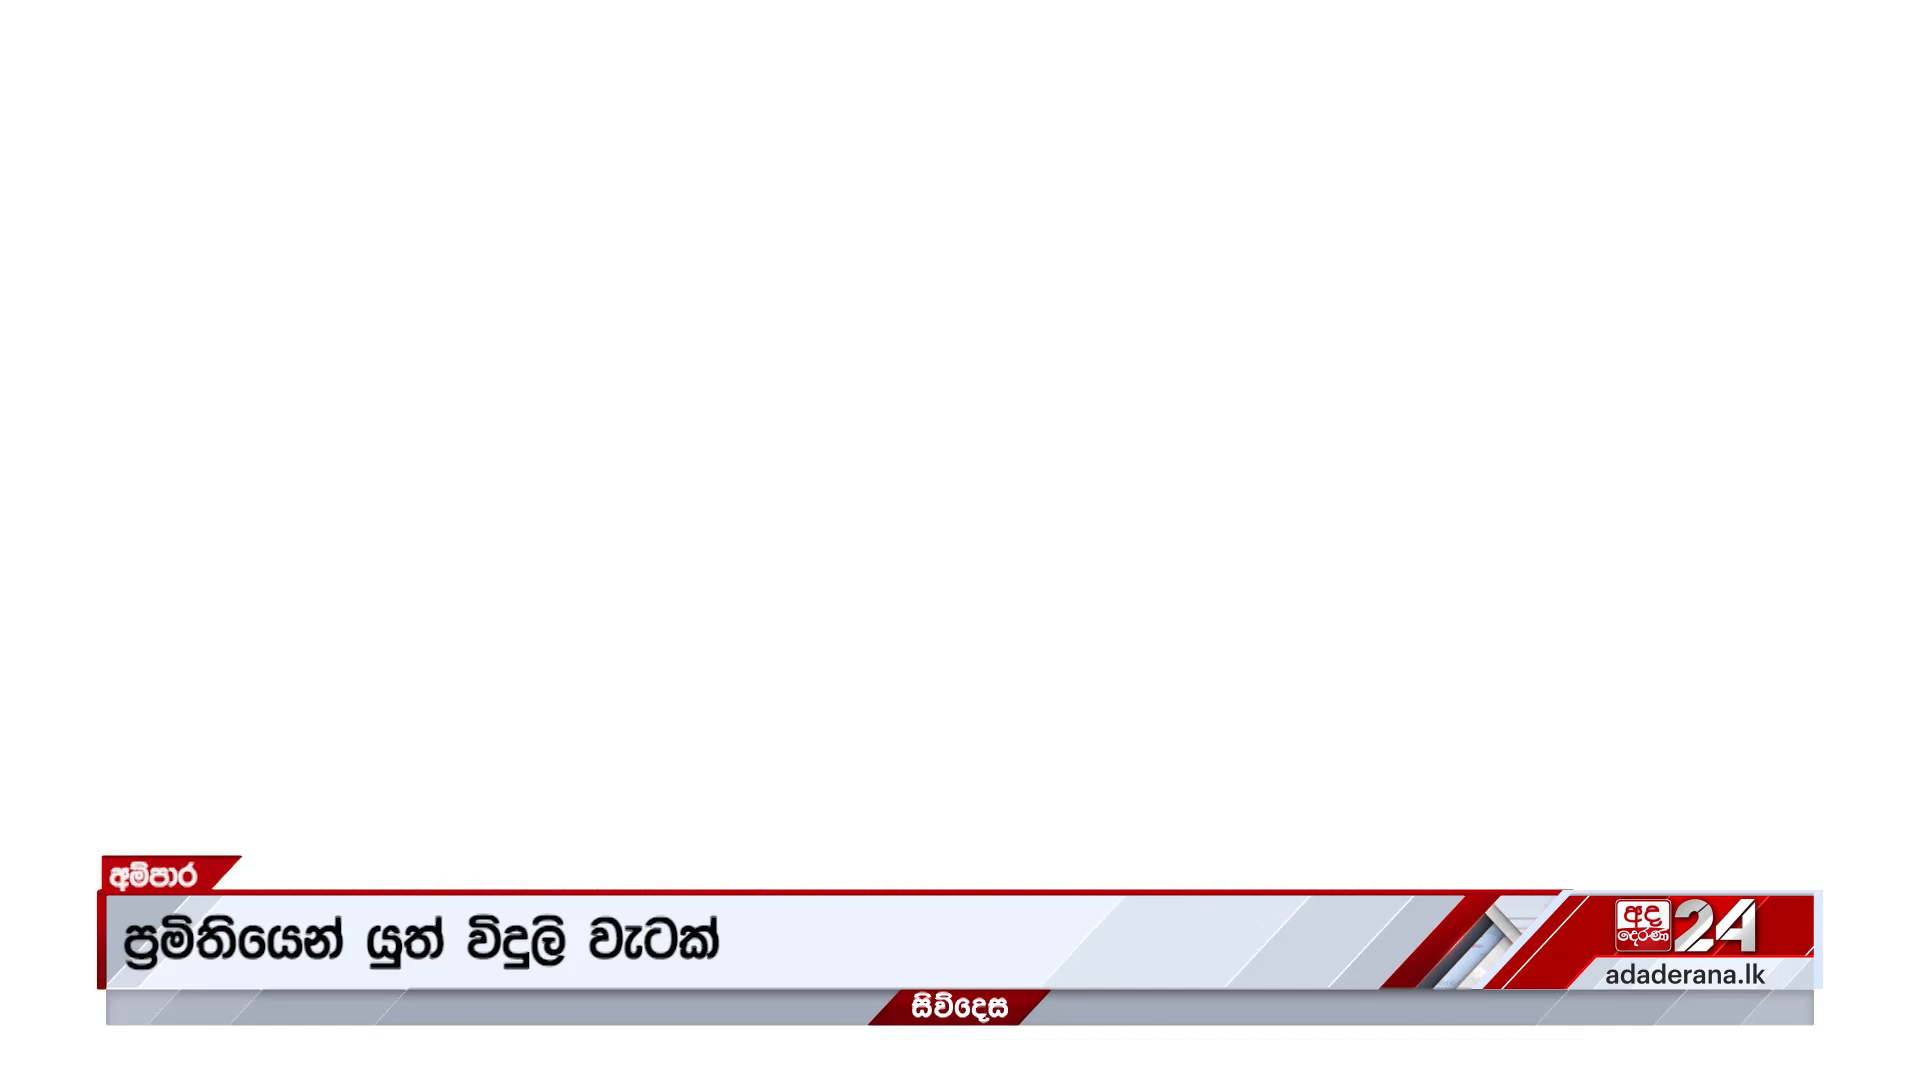 අම්පාර
ප්‍රමිතියෙන් යුත් විදුලි වැටක්
අද දෙරණ 24
adaderana.lk
සිව්දෙස